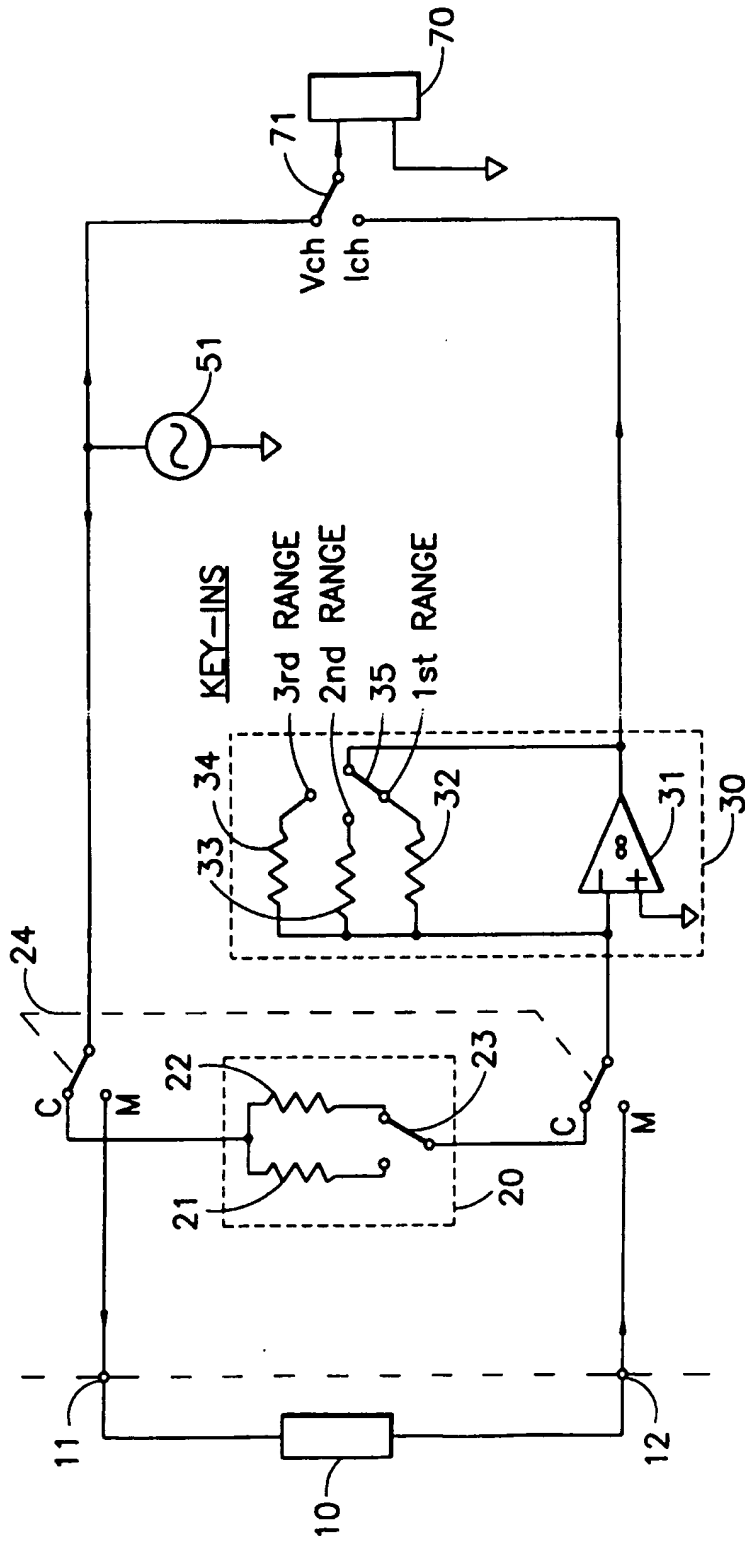 70
71
Vch
Ich
51
KEY-INS
3rd RANGE
2nd RANGE
35
1st RANGE
34
33
32
∞
31
−
+
30
24
C
M
22
23
21
20
C
M
11
12
10